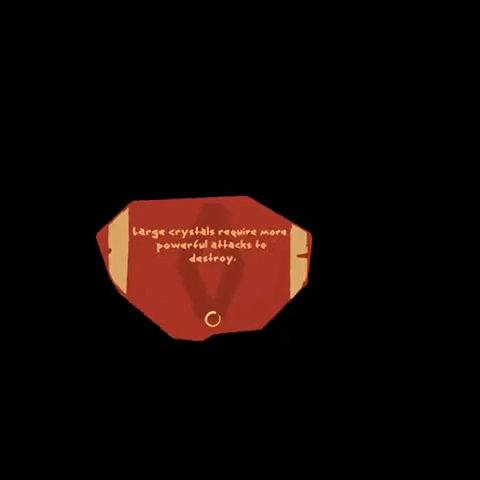 Large crystals require more
powerful attacks to
destroy.